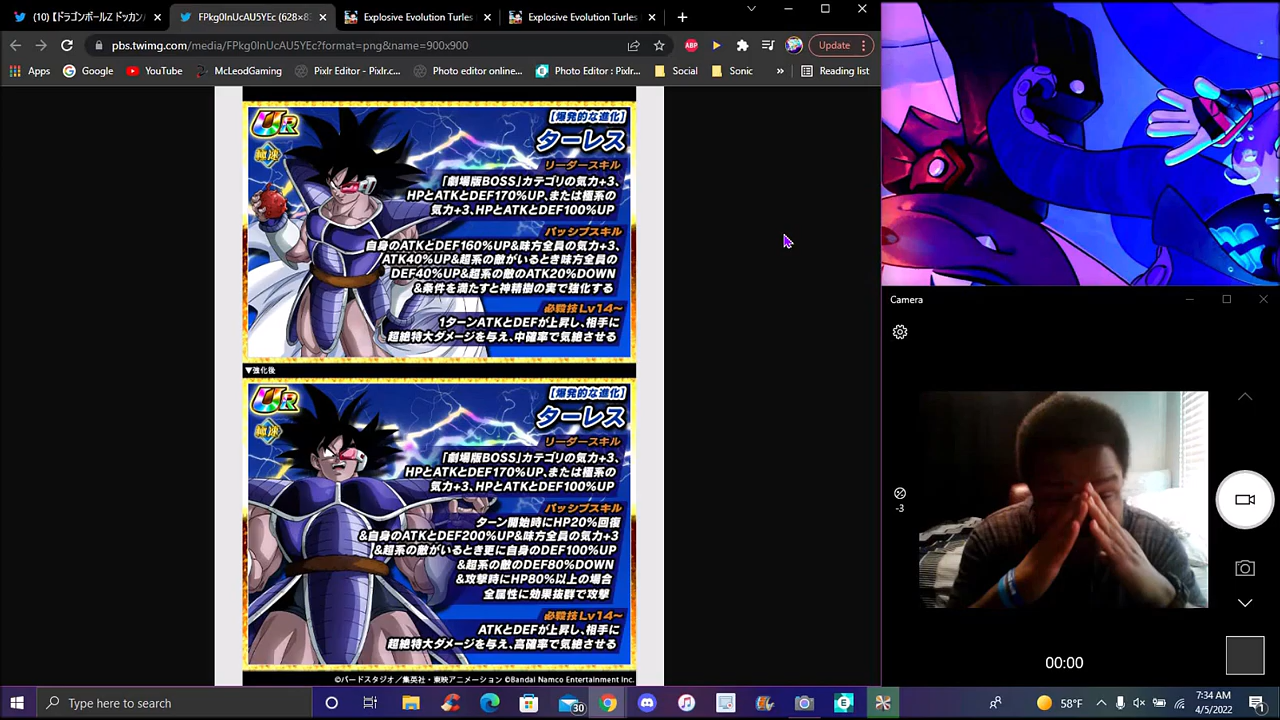 (10) 【ドラゴンボールZ ドッカン
FPkg0InUcAU5YEc (628×8
Explosive Evolution Turles
Explosive Evolution Turles
pbs.twimg.com/media/FPkg0InUcAU5YEc?format=png&name=900x900
ABP
Update
Apps
Google
YouTube
McLeodGaming
Pixlr Editor - Pixlr.c...
Photo editor online...
Photo Editor : Pixlr...
Social
Sonic
»
Reading list
UR
極速
【爆発的な進化】
ターレス
リーダースキル
「劇場版BOSS」カテゴリの気力+3、
HPとATKとDEF170%UP、または極系の
気力+3、HPとATKとDEF100%UP
パッシブスキル
自身のATKとDEF160%UP&味方全員の気力+3、
ATK40%UP&超系の敵がいるとき味方全員の
DEF40%UP&超系の敵のATK20%DOWN
&条件を満たすと神精樹の実で強化する
必殺技Lv14~
1ターンATKとDEFが上昇し、相手に
超絶特大ダメージを与え、中確率で気絶させる
▼強化後
UR
極速
【爆発的な進化】
ターレス
リーダースキル
「劇場版BOSS」カテゴリの気力+3、
HPとATKとDEF170%UP、または極系の
気力+3、HPとATKとDEF100%UP
パッシブスキル
ターン開始時にHP20%回復
&自身のATKとDEF200%UP&味方全員の気力+3
&超系の敵がいるとき更に自身のDEF100%UP
&超系の敵のDEF80%DOWN
&攻撃時にHP80%以上の場合
全属性に効果抜群で攻撃
必殺技Lv14~
ATKとDEFが上昇し、相手に
超絶特大ダメージを与え、高確率で気絶させる
©バードスタジオ/集英社・東映アニメーション ©Bandai Namco Entertainment Inc.
Camera
-3
00:00
Type here to search
30
58°F
7:34 AM
4/5/2022
1